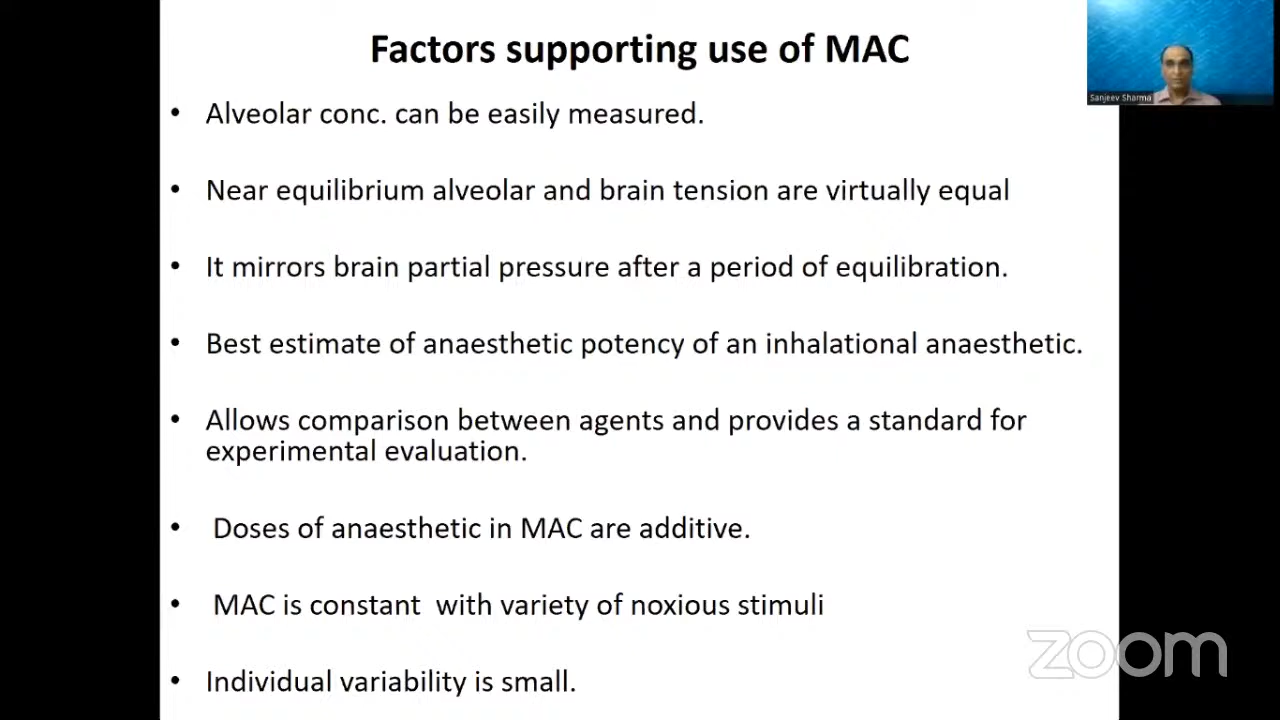 Factors supporting use of MAC
Sanjeev Sharma
• Alveolar conc. can be easily measured.
• Near equilibrium alveolar and brain tension are virtually equal
• It mirrors brain partial pressure after a period of equilibration.
• Best estimate of anaesthetic potency of an inhalational anaesthetic.
• Allows comparison between agents and provides a standard for
experimental evaluation.
• Doses of anaesthetic in MAC are additive.
• MAC is constant with variety of noxious stimuli
zoom
• Individual variability is small.